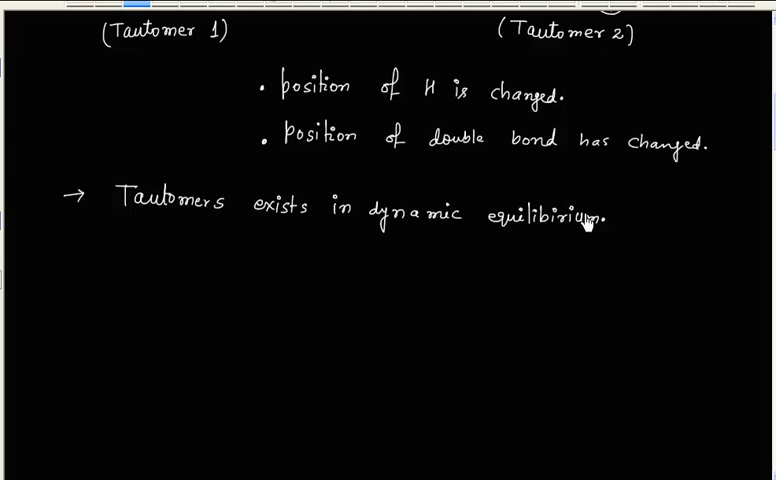 (Tautomer 1) (Tautomer 2)
. position of H is changed.
. position of double bond has changed.
→ Tautomers exists in dynamic equilibirium.